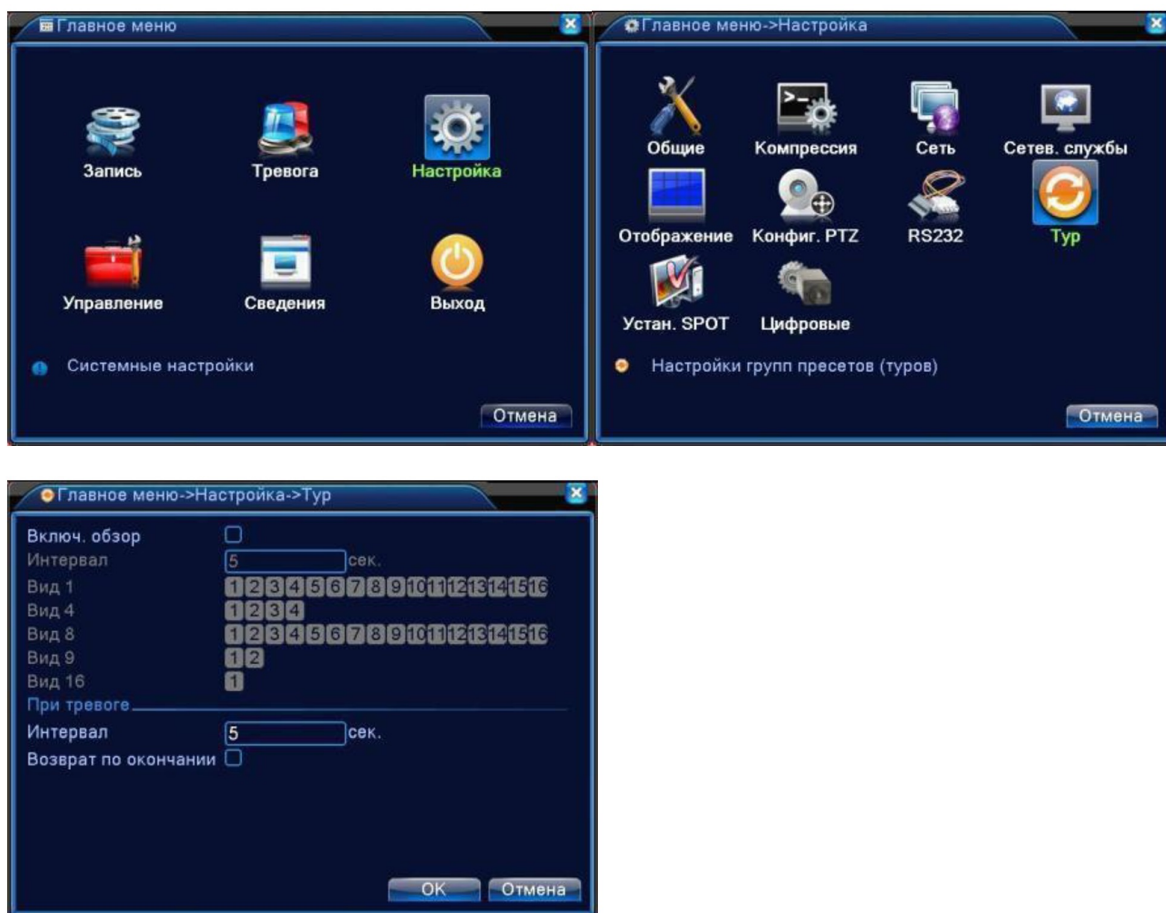 Главное меню
Запись Тревога Настройка
Управление Сведения Выход
Системные настройки
Отмена
Главное меню->Настройка
Общие Компрессия Сеть Сетев. службы
Отображение Конфиг. PTZ RS232 Тур
Устан. SPOT Цифровые
Настройки групп пресетов (туров)
Отмена
Главное меню->Настройка->Тур
Включ. обзор
Интервал 5 сек.
Вид 1 1 2 3 4 5 6 7 8 9 10 11 12 13 14 15 16
Вид 4 1 2 3 4
Вид 8 1 2 3 4 5 6 7 8 9 10 11 12 13 14 15 16
Вид 9 1 2
Вид 16 1
При тревоге
Интервал 5 сек.
Возврат по окончании
OK Отмена